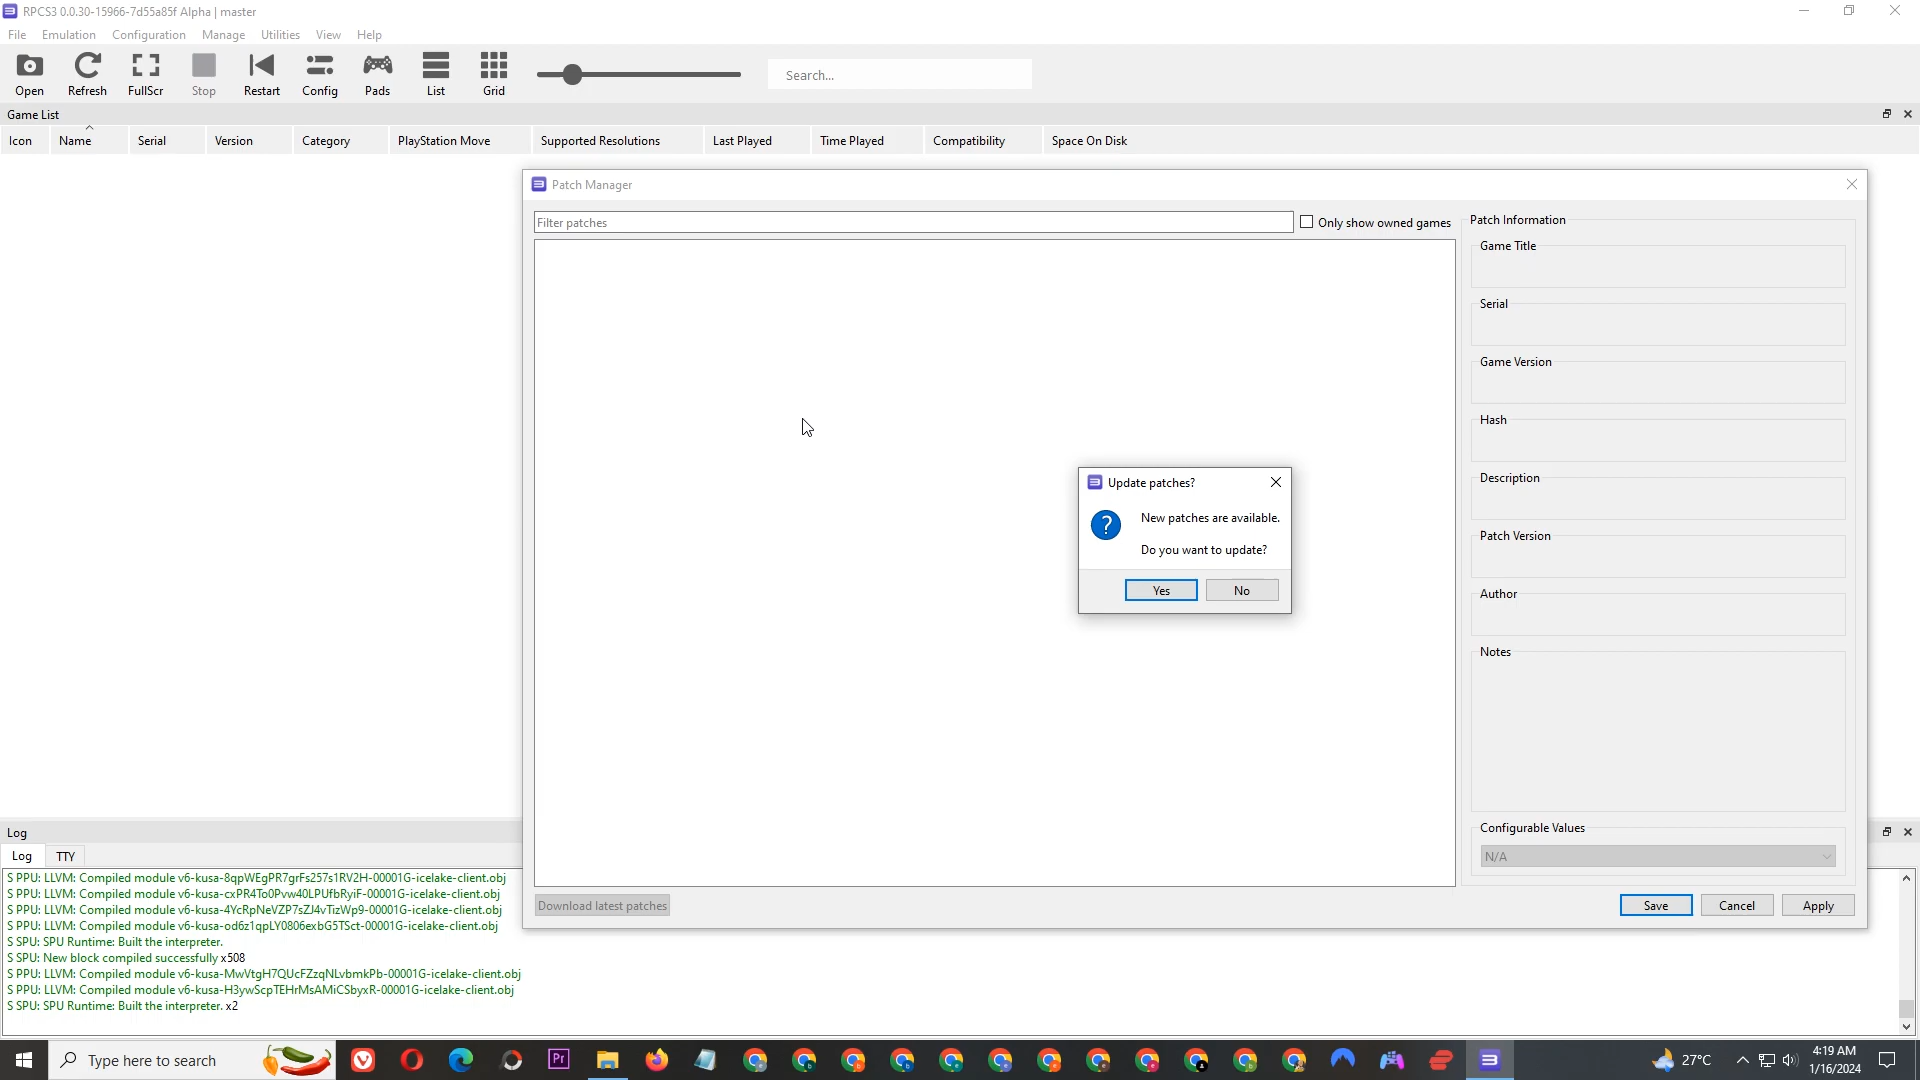 RPCS3 0.0.30-15966-7d55a85f Alpha | master
File Emulation Configuration Manage Utilities View Help
Open Refresh FullScr Stop Restart Config Pads List Grid Search...
Game List
Icon Name Serial Version Category PlayStation Move Supported Resolutions Last Played Time Played Compatibility Space On Disk
Patch Manager
Filter patches Only show owned games
Patch Information
Game Title
Serial
Game Version
Hash
Description
Patch Version
Author
Notes
Configurable Values
N/A
Update patches?
New patches are available.
Do you want to update?
Yes No
Download latest patches Save Cancel Apply
Log
Log TTY
S PPU: LLVM: Compiled module v6-kusa-8qpWEgPR7grFs257s1RV2H-00001G-icelake-client.obj
S PPU: LLVM: Compiled module v6-kusa-cxPR4To0Pvw40LPUfbRyiF-00001G-icelake-client.obj
S PPU: LLVM: Compiled module v6-kusa-4YcRpNeVZP7sZJ4vTizWp9-00001G-icelake-client.obj
S PPU: LLVM: Compiled module v6-kusa-od6z1qpLY0806exbG5TSct-00001G-icelake-client.obj
S SPU: SPU Runtime: Built the interpreter.
S SPU: New block compiled successfully x508
S PPU: LLVM: Compiled module v6-kusa-MwVtgH7QUcFZzqNLvbmkPb-00001G-icelake-client.obj
S PPU: LLVM: Compiled module v6-kusa-H3ywScpTEHrMsAMiCSbyxR-00001G-icelake-client.obj
S SPU: SPU Runtime: Built the interpreter. x2
Type here to search Pr 27°C 4:19 AM
1/16/2024